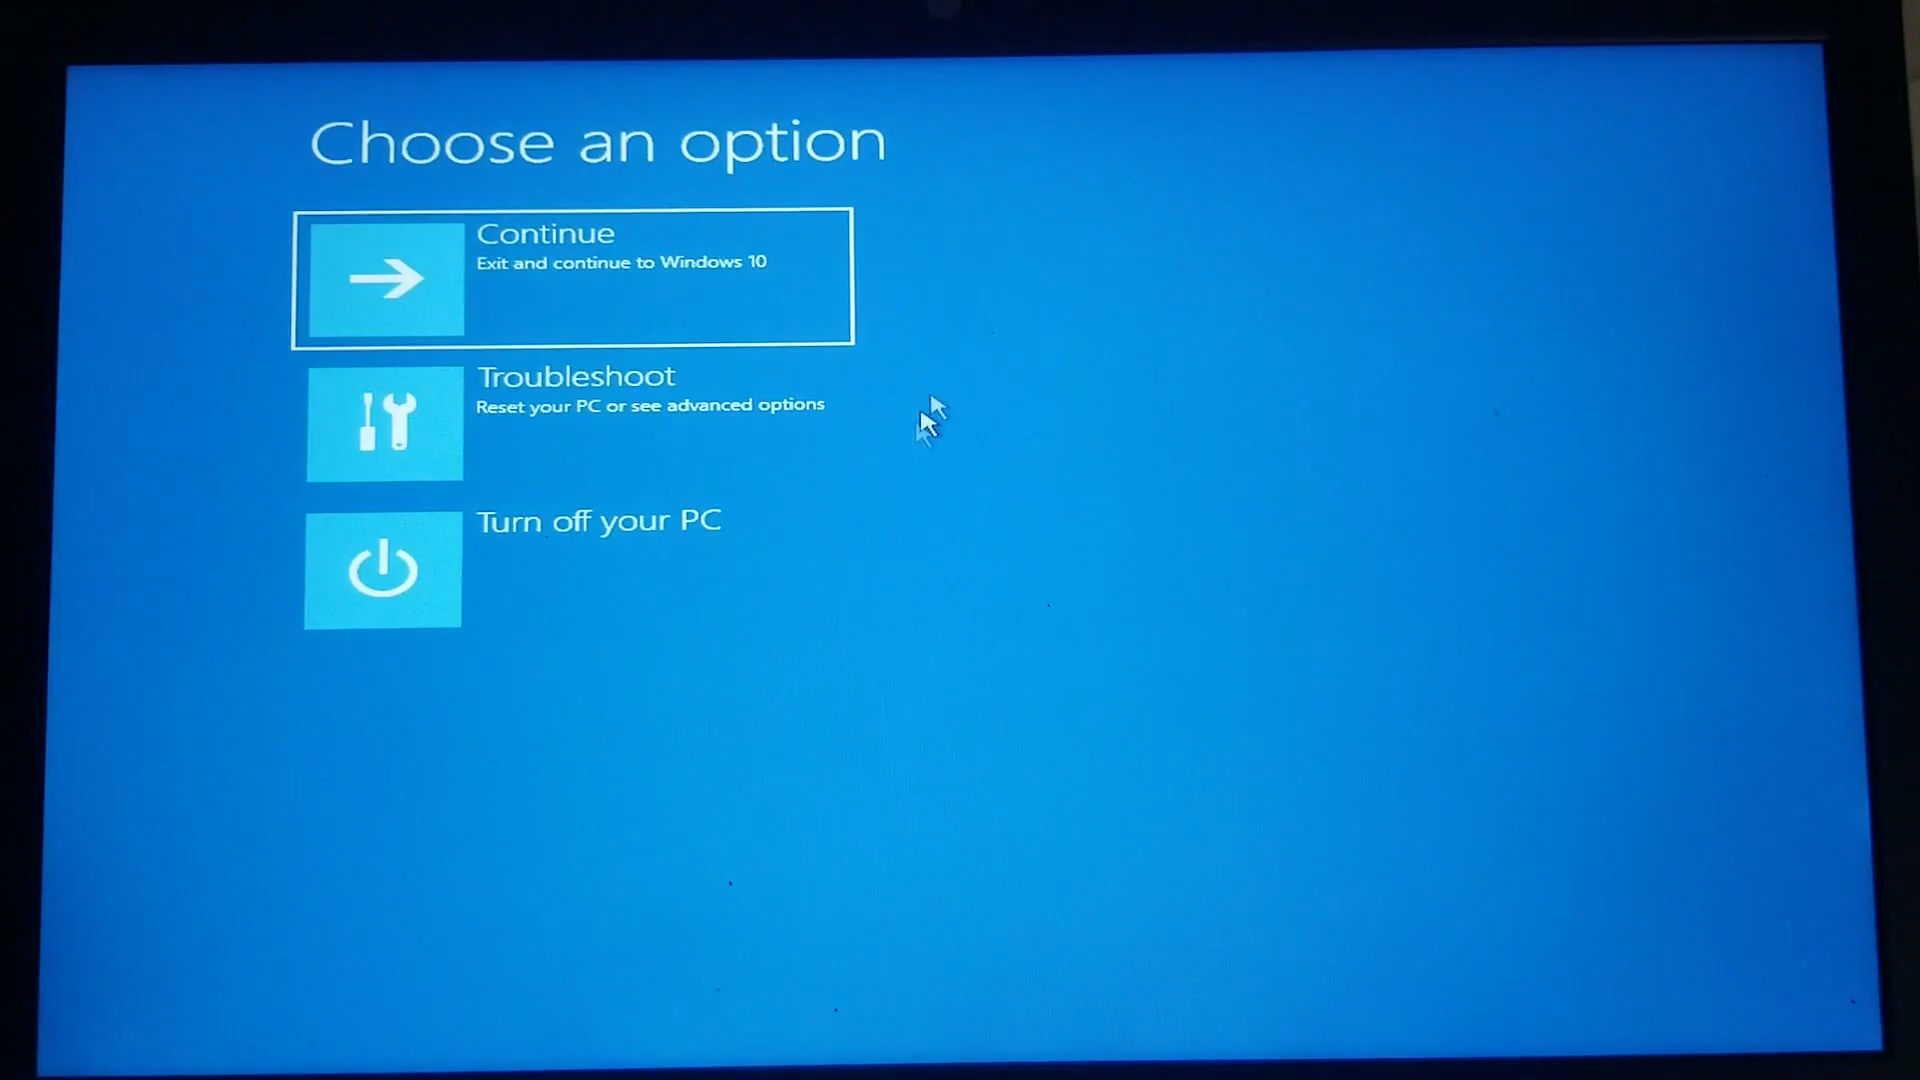 Choose an option
Continue
Exit and continue to Windows 10
Troubleshoot
Reset your PC or see advanced options
Turn off your PC